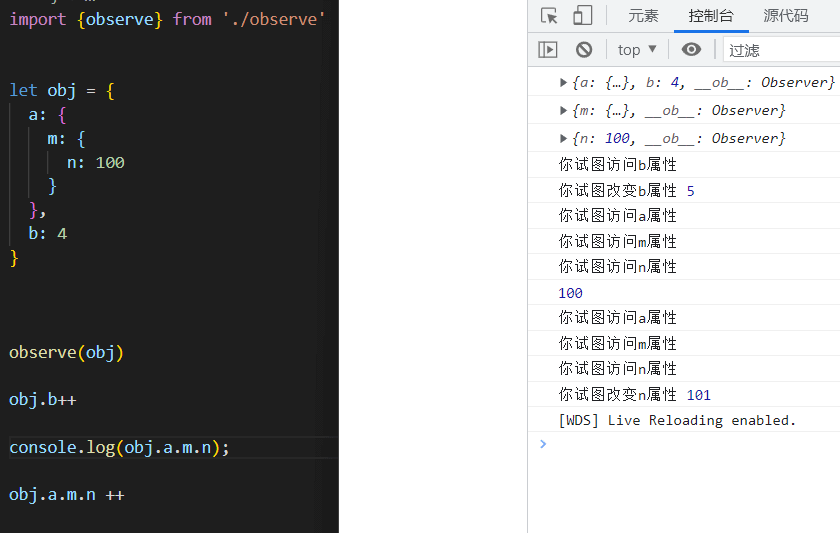 import {observe} from './observe'
let obj = {
a: {
m: {
n: 100
}
},
b: 4
}
observe(obj)
obj.b++
console.log(obj.a.m.n);
obj.a.m.n ++
元素 控制台 源代码
top ▼ 过滤
▶ {a: {…}, b: 4, __ob__: Observer}
▶ {m: {…}, __ob__: Observer}
▶ {n: 100, __ob__: Observer}
你试图访问b属性
你试图改变b属性 5
你试图访问a属性
你试图访问m属性
你试图访问n属性
100
你试图访问a属性
你试图访问m属性
你试图访问n属性
你试图改变n属性 101
[WDS] Live Reloading enabled.